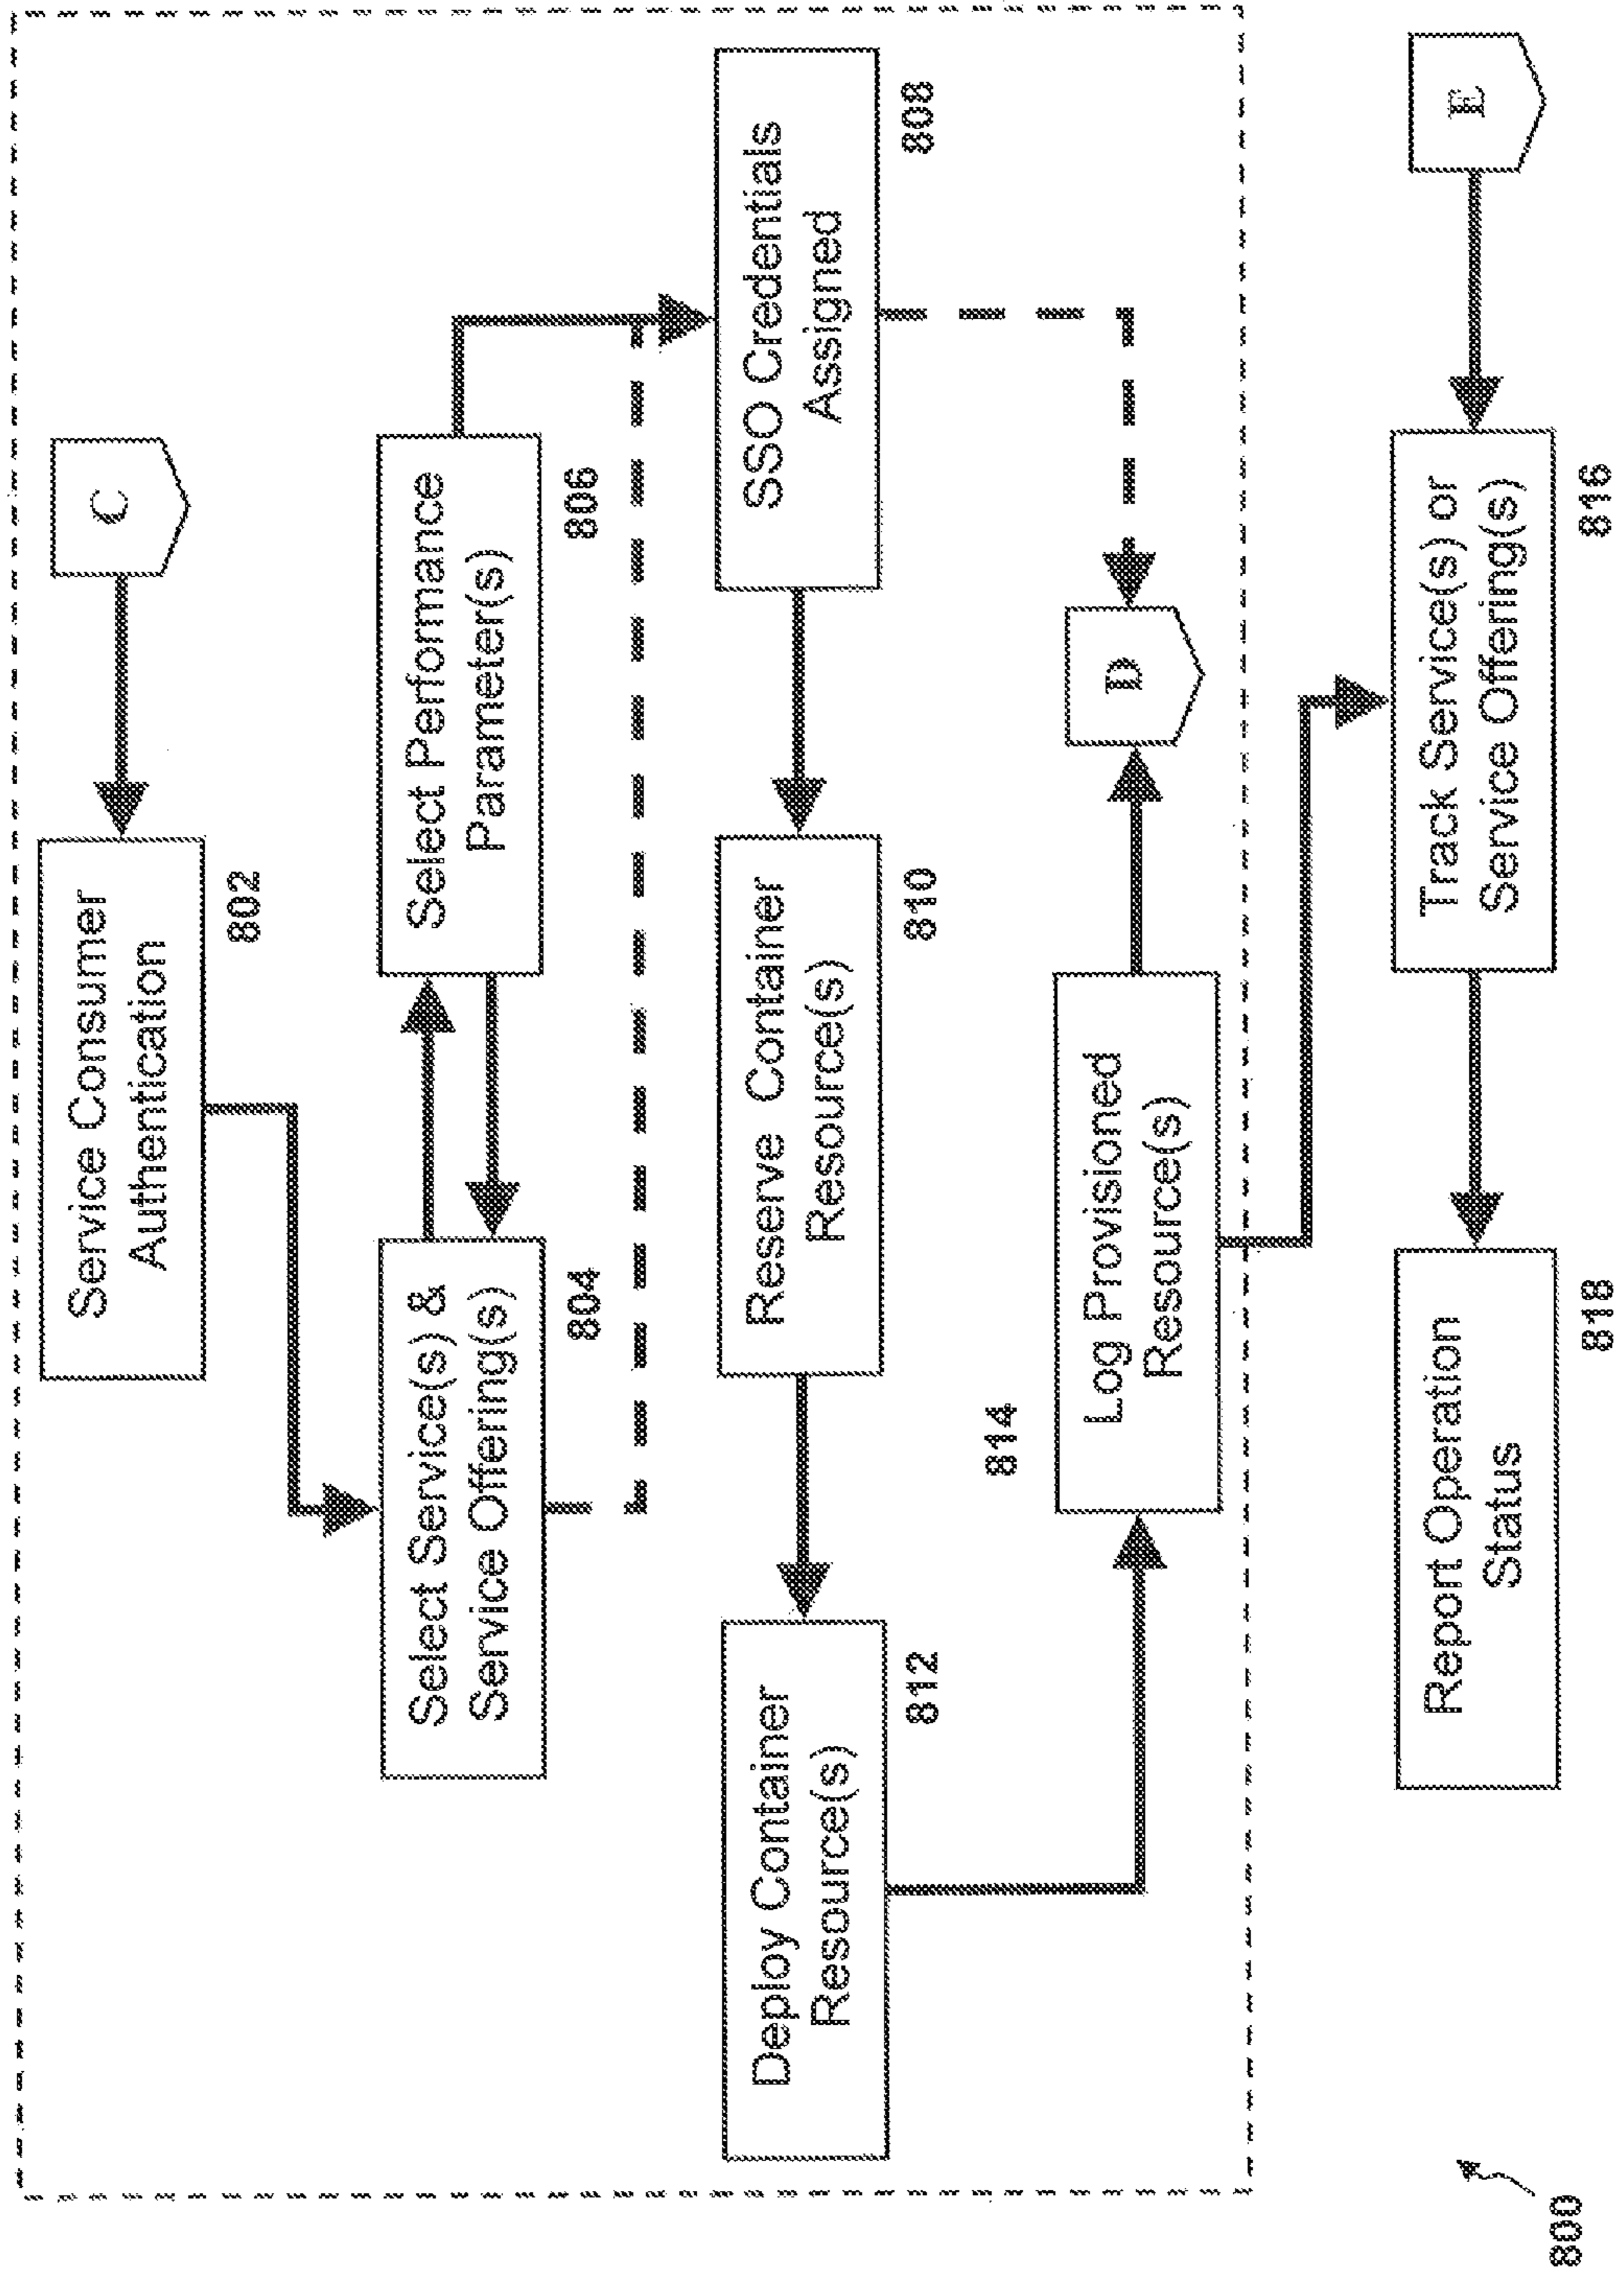 C
Service Consumer
Authentication
802
Select Service(s) &
Service Offering(s)
804
Select Performance
Parameter(s)
806
SSO Credentials
Assigned
808
Reserve Container
Resource(s)
810
Deploy Container
Resource(s)
812
814
Log Provisioned
Resource(s)
D
E
Track Service(s) or
Service Offering(s)
816
Report Operation
Status
818
800